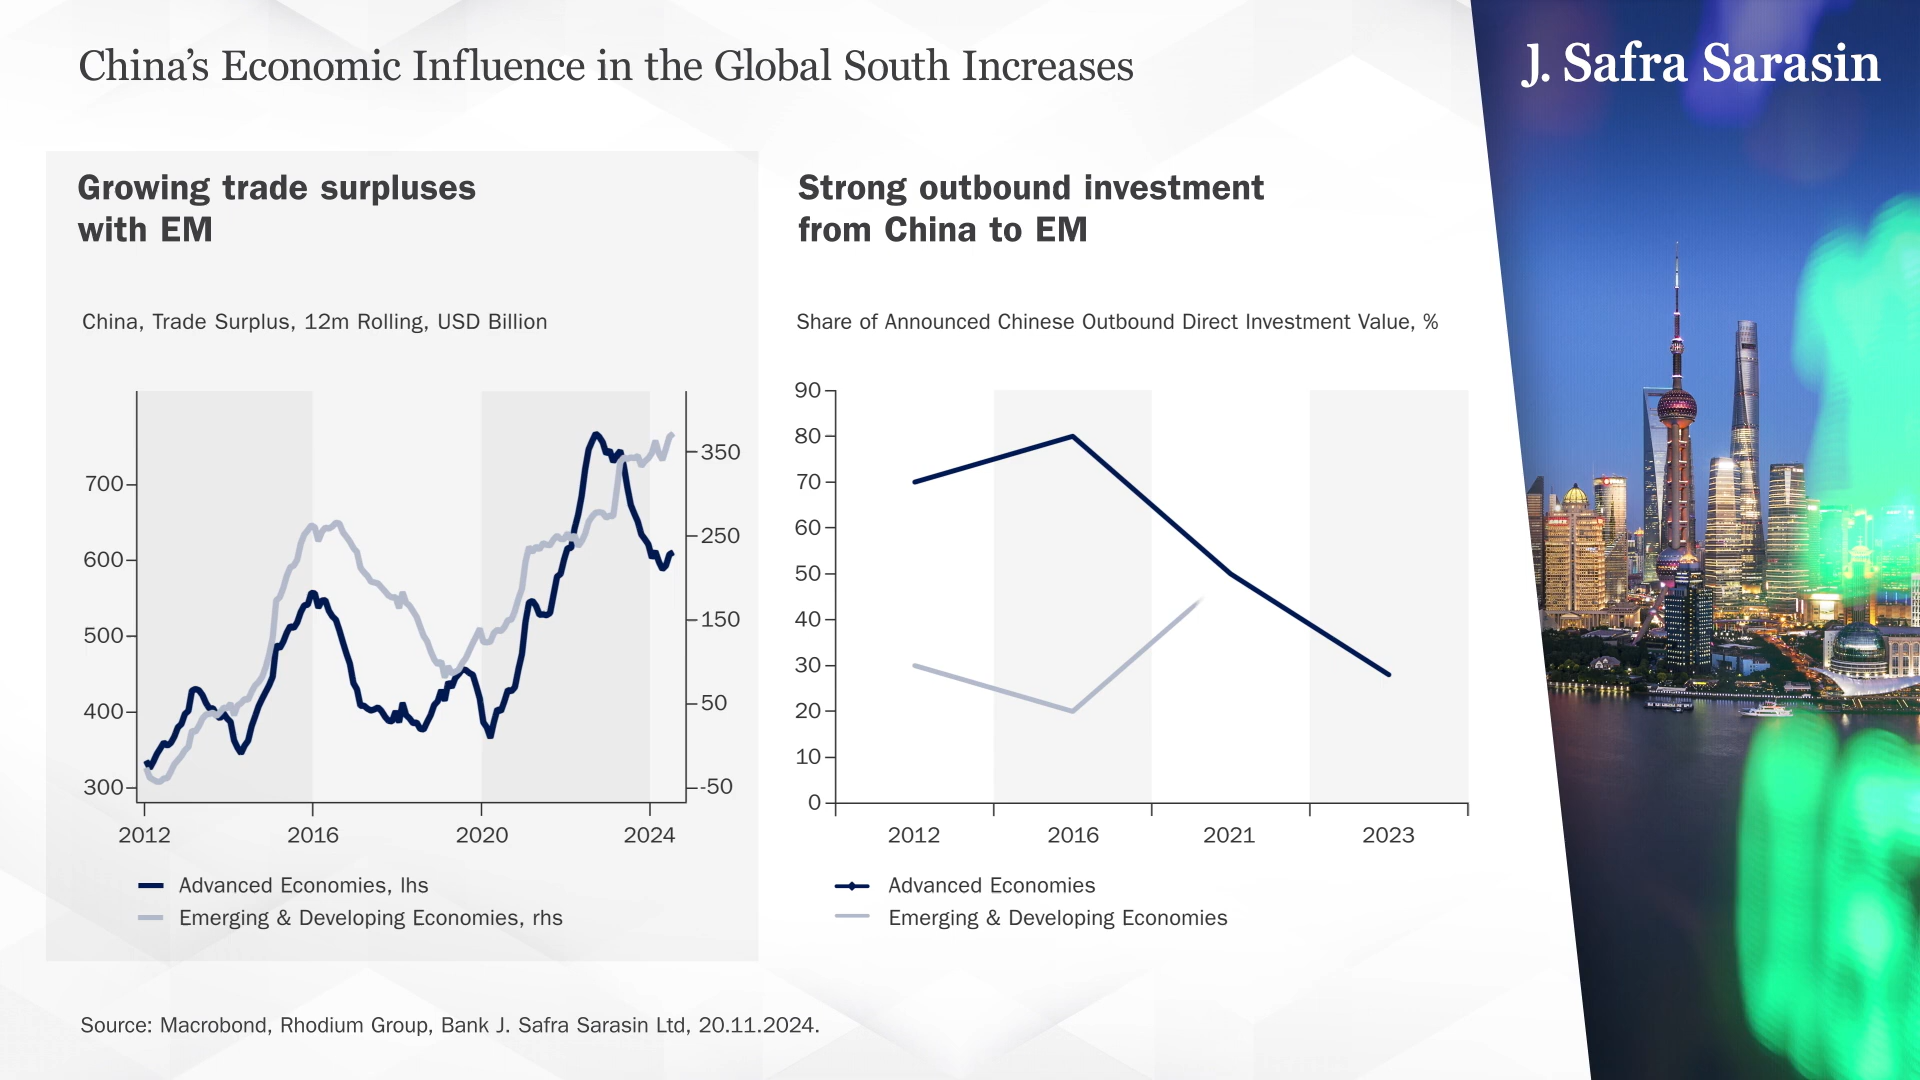 China’s Economic Influence in the Global South Increases
J. Safra Sarasin
Growing trade surpluses
with EM
China, Trade Surplus, 12m Rolling, USD Billion
700
600
500
400
300
350
250
150
50
-50
2012 2016 2020 2024
Advanced Economies, lhs
Emerging & Developing Economies, rhs
Strong outbound investment
from China to EM
Share of Announced Chinese Outbound Direct Investment Value, %
90
80
70
60
50
40
30
20
10
0
2012 2016 2021 2023
Advanced Economies
Emerging & Developing Economies
Source: Macrobond, Rhodium Group, Bank J. Safra Sarasin Ltd, 20.11.2024.